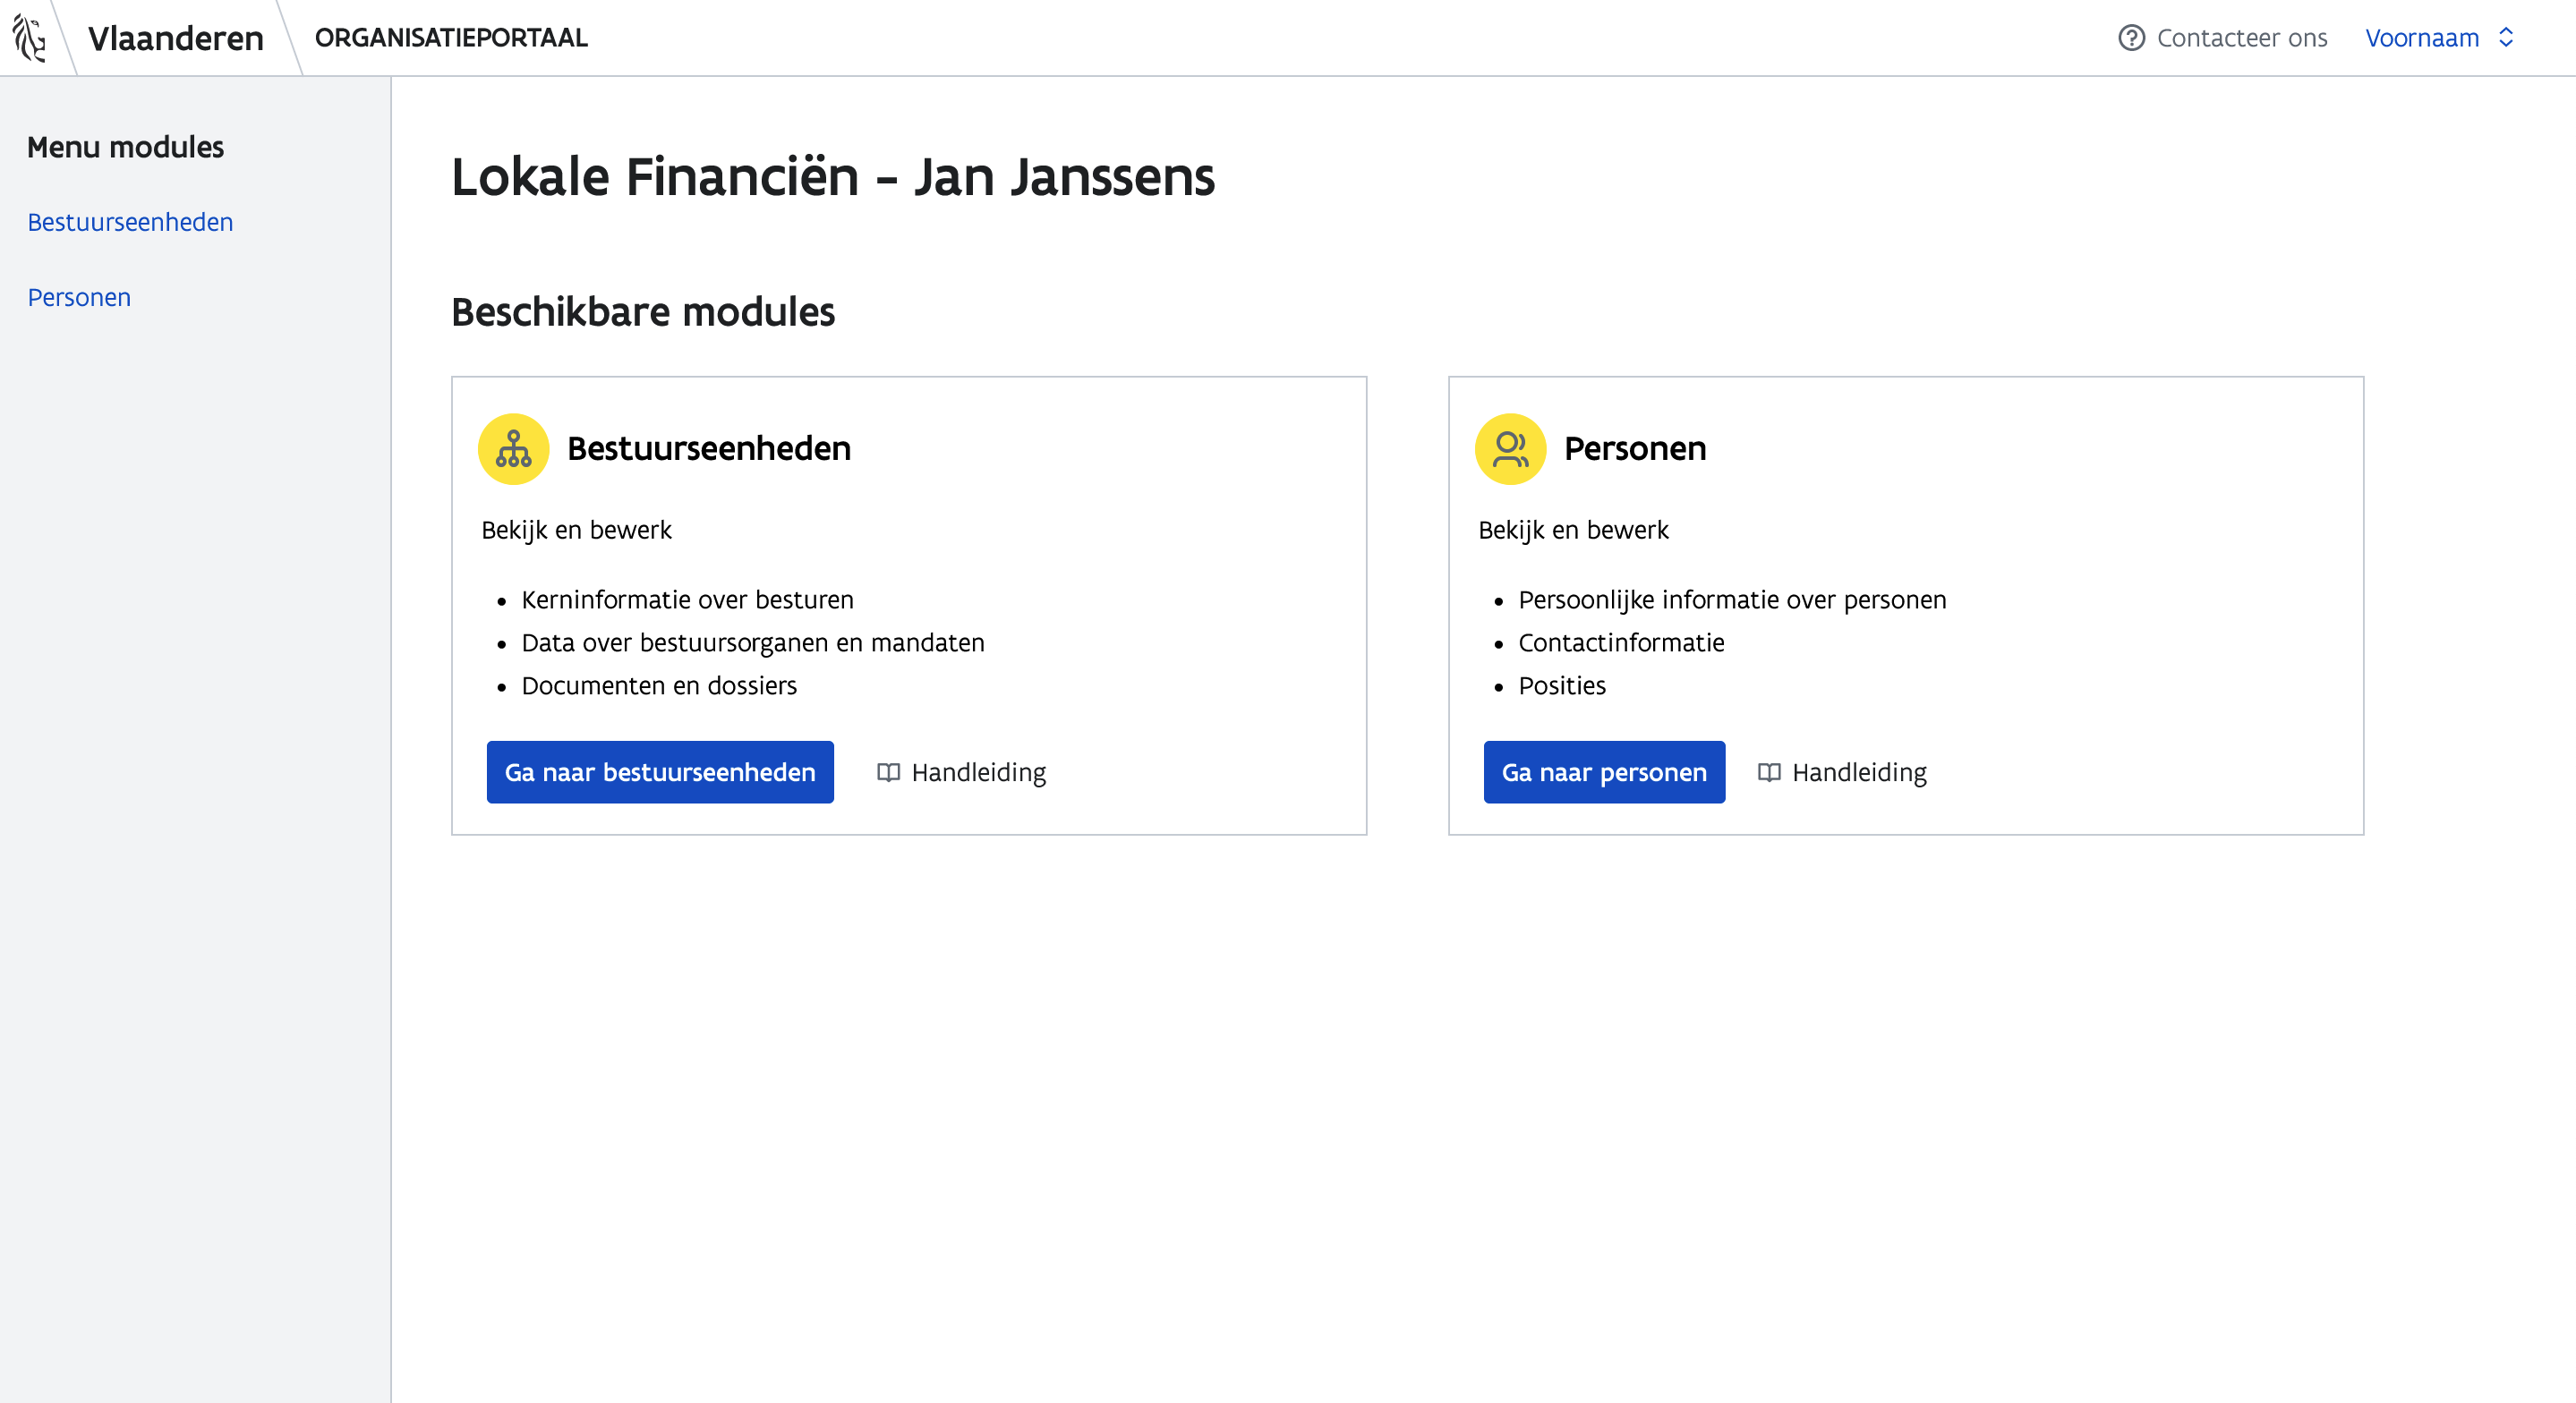 Vlaanderen
ORGANISATIEPORTAAL
Contacteer ons
Voornaam
Menu modules
Bestuurseenheden
Personen
Lokale Financiën - Jan Janssens
Beschikbare modules
Bestuurseenheden
Bekijk en bewerk
• Kerninformatie over besturen
• Data over bestuursorganen en mandaten
• Documenten en dossiers
Ga naar bestuurseenheden
Handleiding
Personen
Bekijk en bewerk
• Persoonlijke informatie over personen
• Contactinformatie
• Posities
Ga naar personen
Handleiding